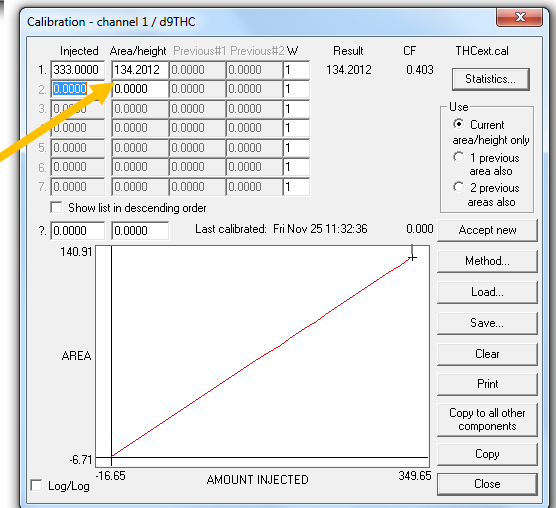 Calibration - channel 1 / d9THC
Injected Area/height Previous#1 Previous#2 W Result CF THCext.cal
1. 333.0000 134.2012 0.0000 0.0000 1 134.2012 0.403
Statistics...
2. 0.0000 0.0000 0.0000 0.0000 1
3. 0.0000 0.0000 0.0000 0.0000 1
4. 0.0000 0.0000 0.0000 0.0000 1
5. 0.0000 0.0000 0.0000 0.0000 1
6. 0.0000 0.0000 0.0000 0.0000 1
7. 0.0000 0.0000 0.0000 0.0000 1
Use
Current
area/height only
1 previous
area also
2 previous
areas also
Show list in descending order
?. 0.0000 0.0000 Last calibrated: Fri Nov 25 11:32:36 0.000
Accept new
Method...
Load...
Save...
Clear
Print
Copy to all other
components
Copy
Close
140.91
AREA
-6.71
-16.65 AMOUNT INJECTED 349.65
Log/Log